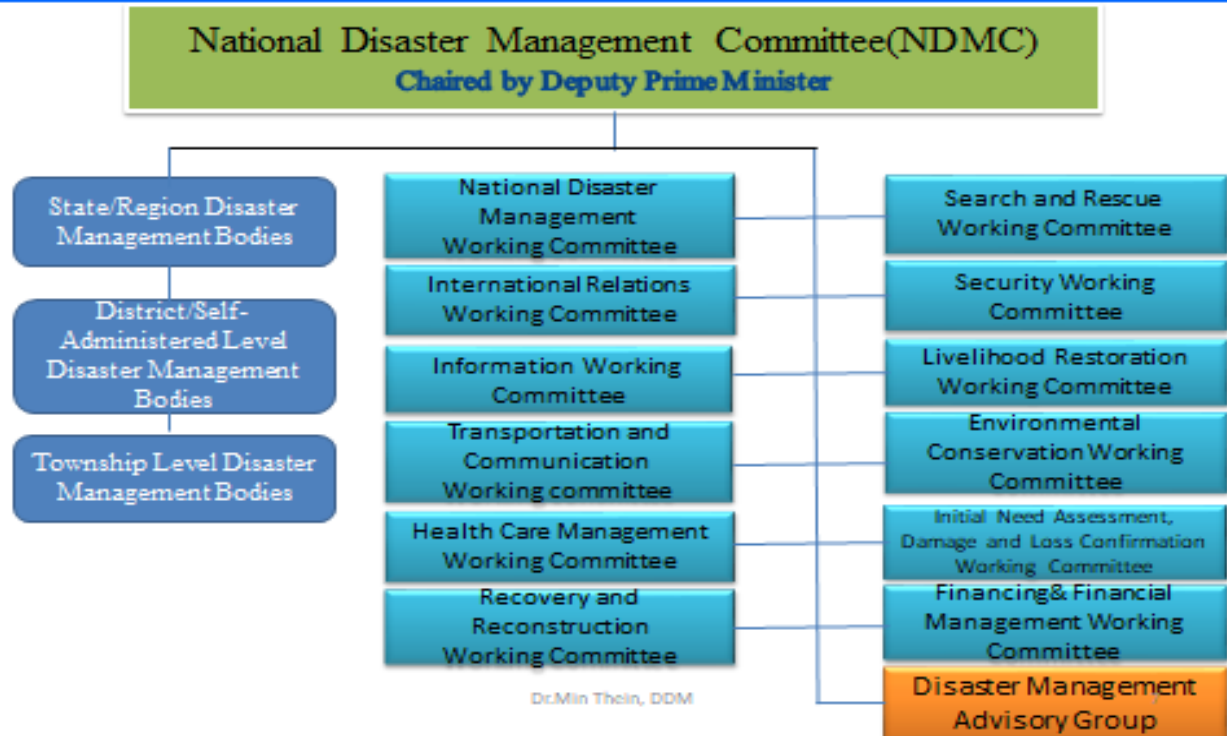 National Disaster Management Committee(NDMC)
Chaired by Deputy Prime Minister
State/Region Disaster
Management Bodies
District/Self-
Administered Level
Disaster Management
Bodies
Township Level Disaster
Management Bodies
National Disaster
Management
Working Committee
International Relations
Working Committee
Information Working
Committee
Transportation and
Communication
Working committee
Health Care Management
Working Committee
Recovery and
Reconstruction
Working Committee
Search and Rescue
Working Committee
Security Working
Committee
Livelihood Restoration
Working Committee
Environmental
Conservation Working
Committee
Initial Need Assessment,
Damage and Loss Confirmation
Working Committee
Financing& Financial
Management Working
Committee
Disaster Management
Advisory Group
Dr.Min Thein, DDM